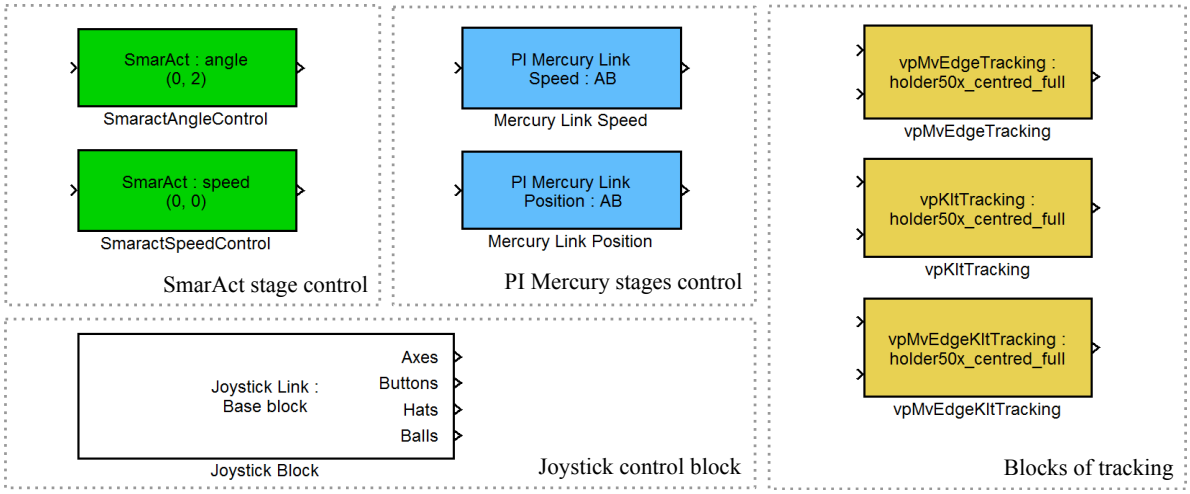 SmarAct : angle
(0, 2)
SmaractAngleControl
SmarAct : speed
(0, 0)
SmaractSpeedControl
SmarAct stage control
PI Mercury Link
Speed : AB
Mercury Link Speed
PI Mercury Link
Position : AB
Mercury Link Position
PI Mercury stages control
Joystick Link :
Base block
Axes
Buttons
Hats
Balls
Joystick Block
Joystick control block
vpMvEdgeTracking :
holder50x_centred_full
vpMvEdgeTracking
vpKltTracking :
holder50x_centred_full
vpKltTracking
vpMvEdgeKltTracking :
holder50x_centred_full
vpMvEdgeKltTracking
Blocks of tracking